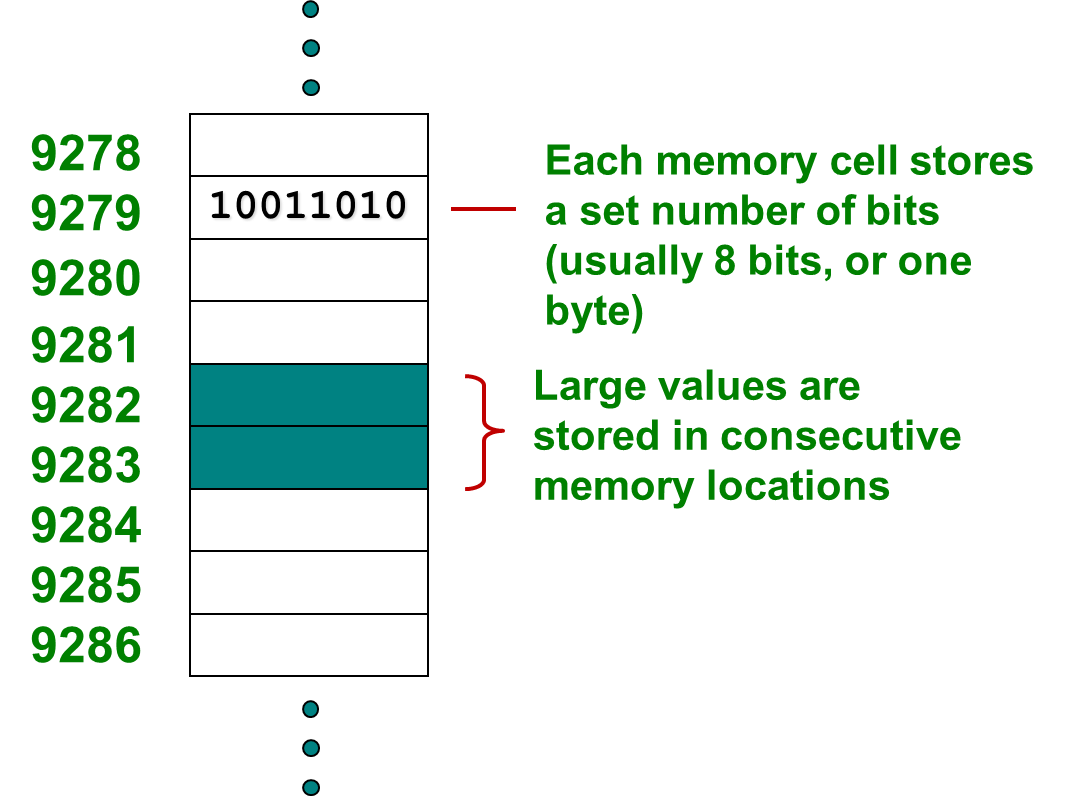 9278
9279
10011010
9280
9281
9282
9283
9284
9285
9286
Each memory cell stores
a set number of bits
(usually 8 bits, or one
byte)
Large values are
stored in consecutive
memory locations